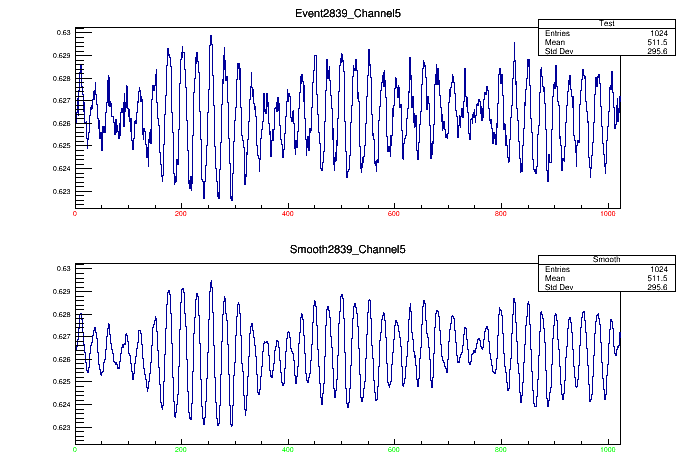 Event2839_Channel5
Test
Entries 1024
Mean 511.5
Std Dev 295.6
0.63
0.629
0.628
0.627
0.626
0.625
0.624
0.623
0 200 400 600 800 1000
Smooth2839_Channel5
Smooth
Entries 1024
Mean 511.5
Std Dev 295.6
0.63
0.629
0.628
0.627
0.626
0.625
0.624
0.623
0 200 400 600 800 1000